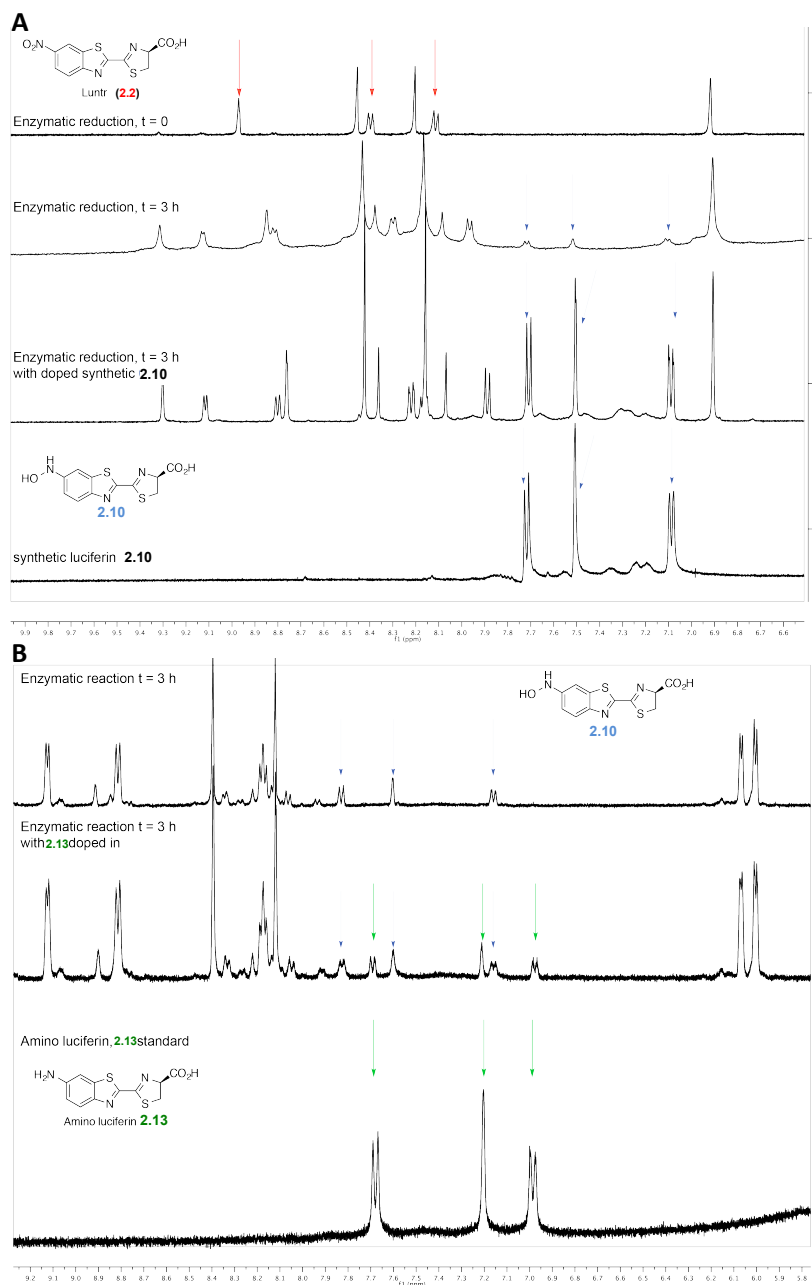 A
O₂N S N CO₂H
N S
Luntr (2.2)
Enzymatic reduction, t = 0
Enzymatic reduction, t = 3 h
Enzymatic reduction, t = 3 h
with doped synthetic 2.10
H
N
HO S N CO₂H
N S
2.10
synthetic luciferin 2.10
9.9 9.8 9.7 9.6 9.5 9.4 9.3 9.2 9.1 9.0 8.9 8.8 8.7 8.6 8.5 8.4 8.3 8.2 8.1 8.0 7.9 7.8 7.7 7.6 7.5 7.4 7.3 7.2 7.1 7.0 6.9 6.8 6.7 6.6
f1 (ppm)
B
Enzymatic reaction t = 3 h
H
N
HO S N CO₂H
N S
2.10
Enzymatic reaction t = 3 h
with 2.13 doped in
Amino luciferin, 2.13 standard
H₂N S N CO₂H
N S
Amino luciferin 2.13
9.2 9.1 9.0 8.9 8.8 8.7 8.6 8.5 8.4 8.3 8.2 8.1 8.0 7.9 7.8 7.7 7.6 7.5 7.4 7.3 7.2 7.1 7.0 6.9 6.8 6.7 6.6 6.5 6.4 6.3 6.2 6.1 6.0 5.9 5.8
f1 (ppm)